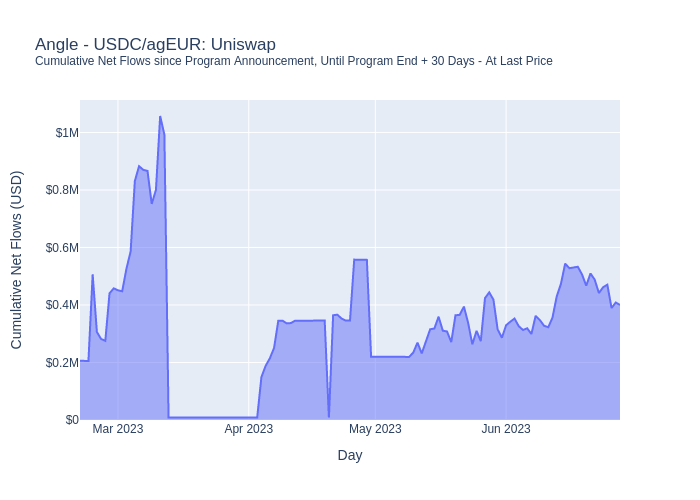 Angle - USDC/agEUR: Uniswap
Cumulative Net Flows since Program Announcement, Until Program End + 30 Days - At Last Price
Cumulative Net Flows (USD)
$1M
$0.8M
$0.6M
$0.4M
$0.2M
$0
Mar 2023
Apr 2023
May 2023
Jun 2023
Day